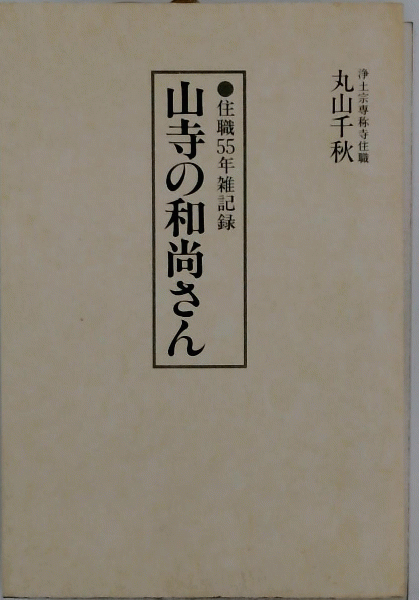 浄土宗専称寺住職
丸山千秋
●住職55年雑記録
山寺の和尚さん